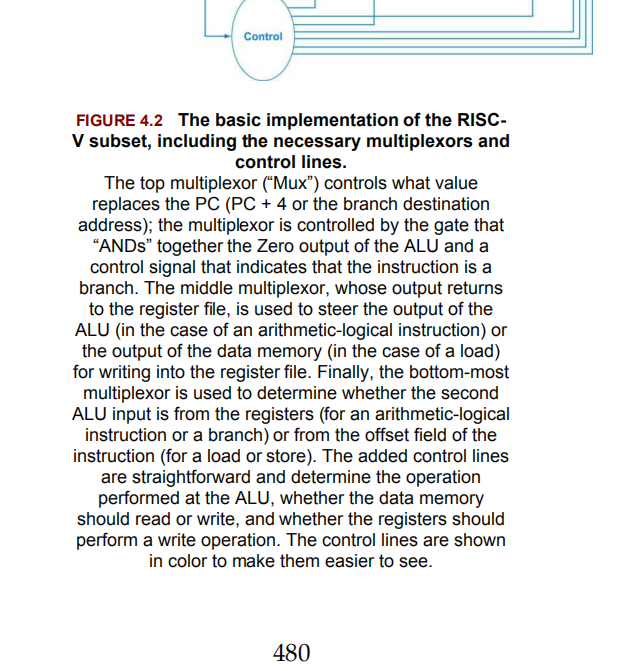 Control
FIGURE 4.2 The basic implementation of the RISC-
V subset, including the necessary multiplexors and
control lines.
The top multiplexor (“Mux”) controls what value
replaces the PC (PC + 4 or the branch destination
address); the multiplexor is controlled by the gate that
“ANDs” together the Zero output of the ALU and a
control signal that indicates that the instruction is a
branch. The middle multiplexor, whose output returns
to the register file, is used to steer the output of the
ALU (in the case of an arithmetic-logical instruction) or
the output of the data memory (in the case of a load)
for writing into the register file. Finally, the bottom-most
multiplexor is used to determine whether the second
ALU input is from the registers (for an arithmetic-logical
instruction or a branch) or from the offset field of the
instruction (for a load or store). The added control lines
are straightforward and determine the operation
performed at the ALU, whether the data memory
should read or write, and whether the registers should
perform a write operation. The control lines are shown
in color to make them easier to see.
480